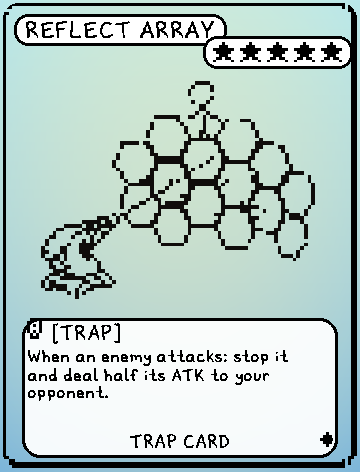 REFLECT ARRAY
[TRAP]
When an enemy attacks: stop it
and deal half its ATK to your
opponent.
TRAP CARD